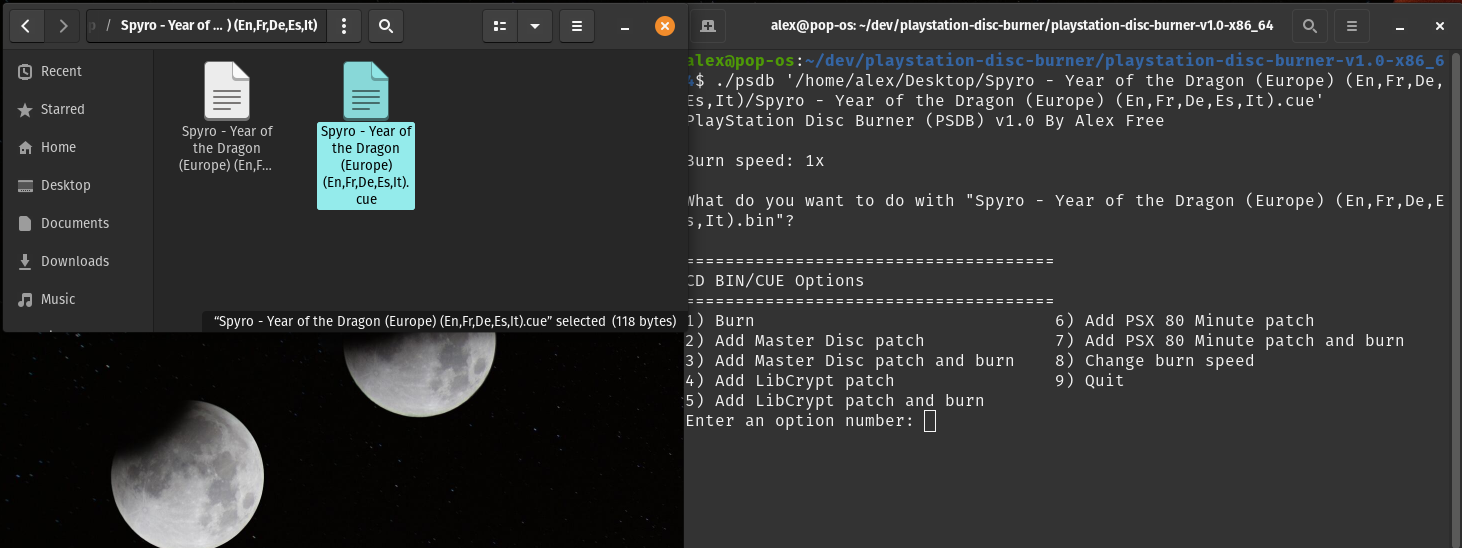 / Spyro - Year of ... ) (En,Fr,De,Es,It)
Recent
Starred
Home
Desktop
Documents
Downloads
Music
Spyro - Year of
the Dragon
(Europe) (En,F...
Spyro - Year of
the Dragon
(Europe)
(En,Fr,De,Es,It).
cue
“Spyro - Year of the Dragon (Europe) (En,Fr,De,Es,It).cue” selected (118 bytes)
alex@pop-os: ~/dev/playstation-disc-burner/playstation-disc-burner-v1.0-x86_64
alex@pop-os:~/dev/playstation-disc-burner/playstation-disc-burner-v1.0-x86_6
4$ ./psdb '/home/alex/Desktop/Spyro - Year of the Dragon (Europe) (En,Fr,De,
Es,It)/Spyro - Year of the Dragon (Europe) (En,Fr,De,Es,It).cue'
PlayStation Disc Burner (PSDB) v1.0 By Alex Free
Burn speed: 1x
What do you want to do with "Spyro - Year of the Dragon (Europe) (En,Fr,De,E
s,It).bin"?
=====================================
CD BIN/CUE Options
=====================================
1) Burn 6) Add PSX 80 Minute patch
2) Add Master Disc patch 7) Add PSX 80 Minute patch and burn
3) Add Master Disc patch and burn 8) Change burn speed
4) Add LibCrypt patch 9) Quit
5) Add LibCrypt patch and burn
Enter an option number: